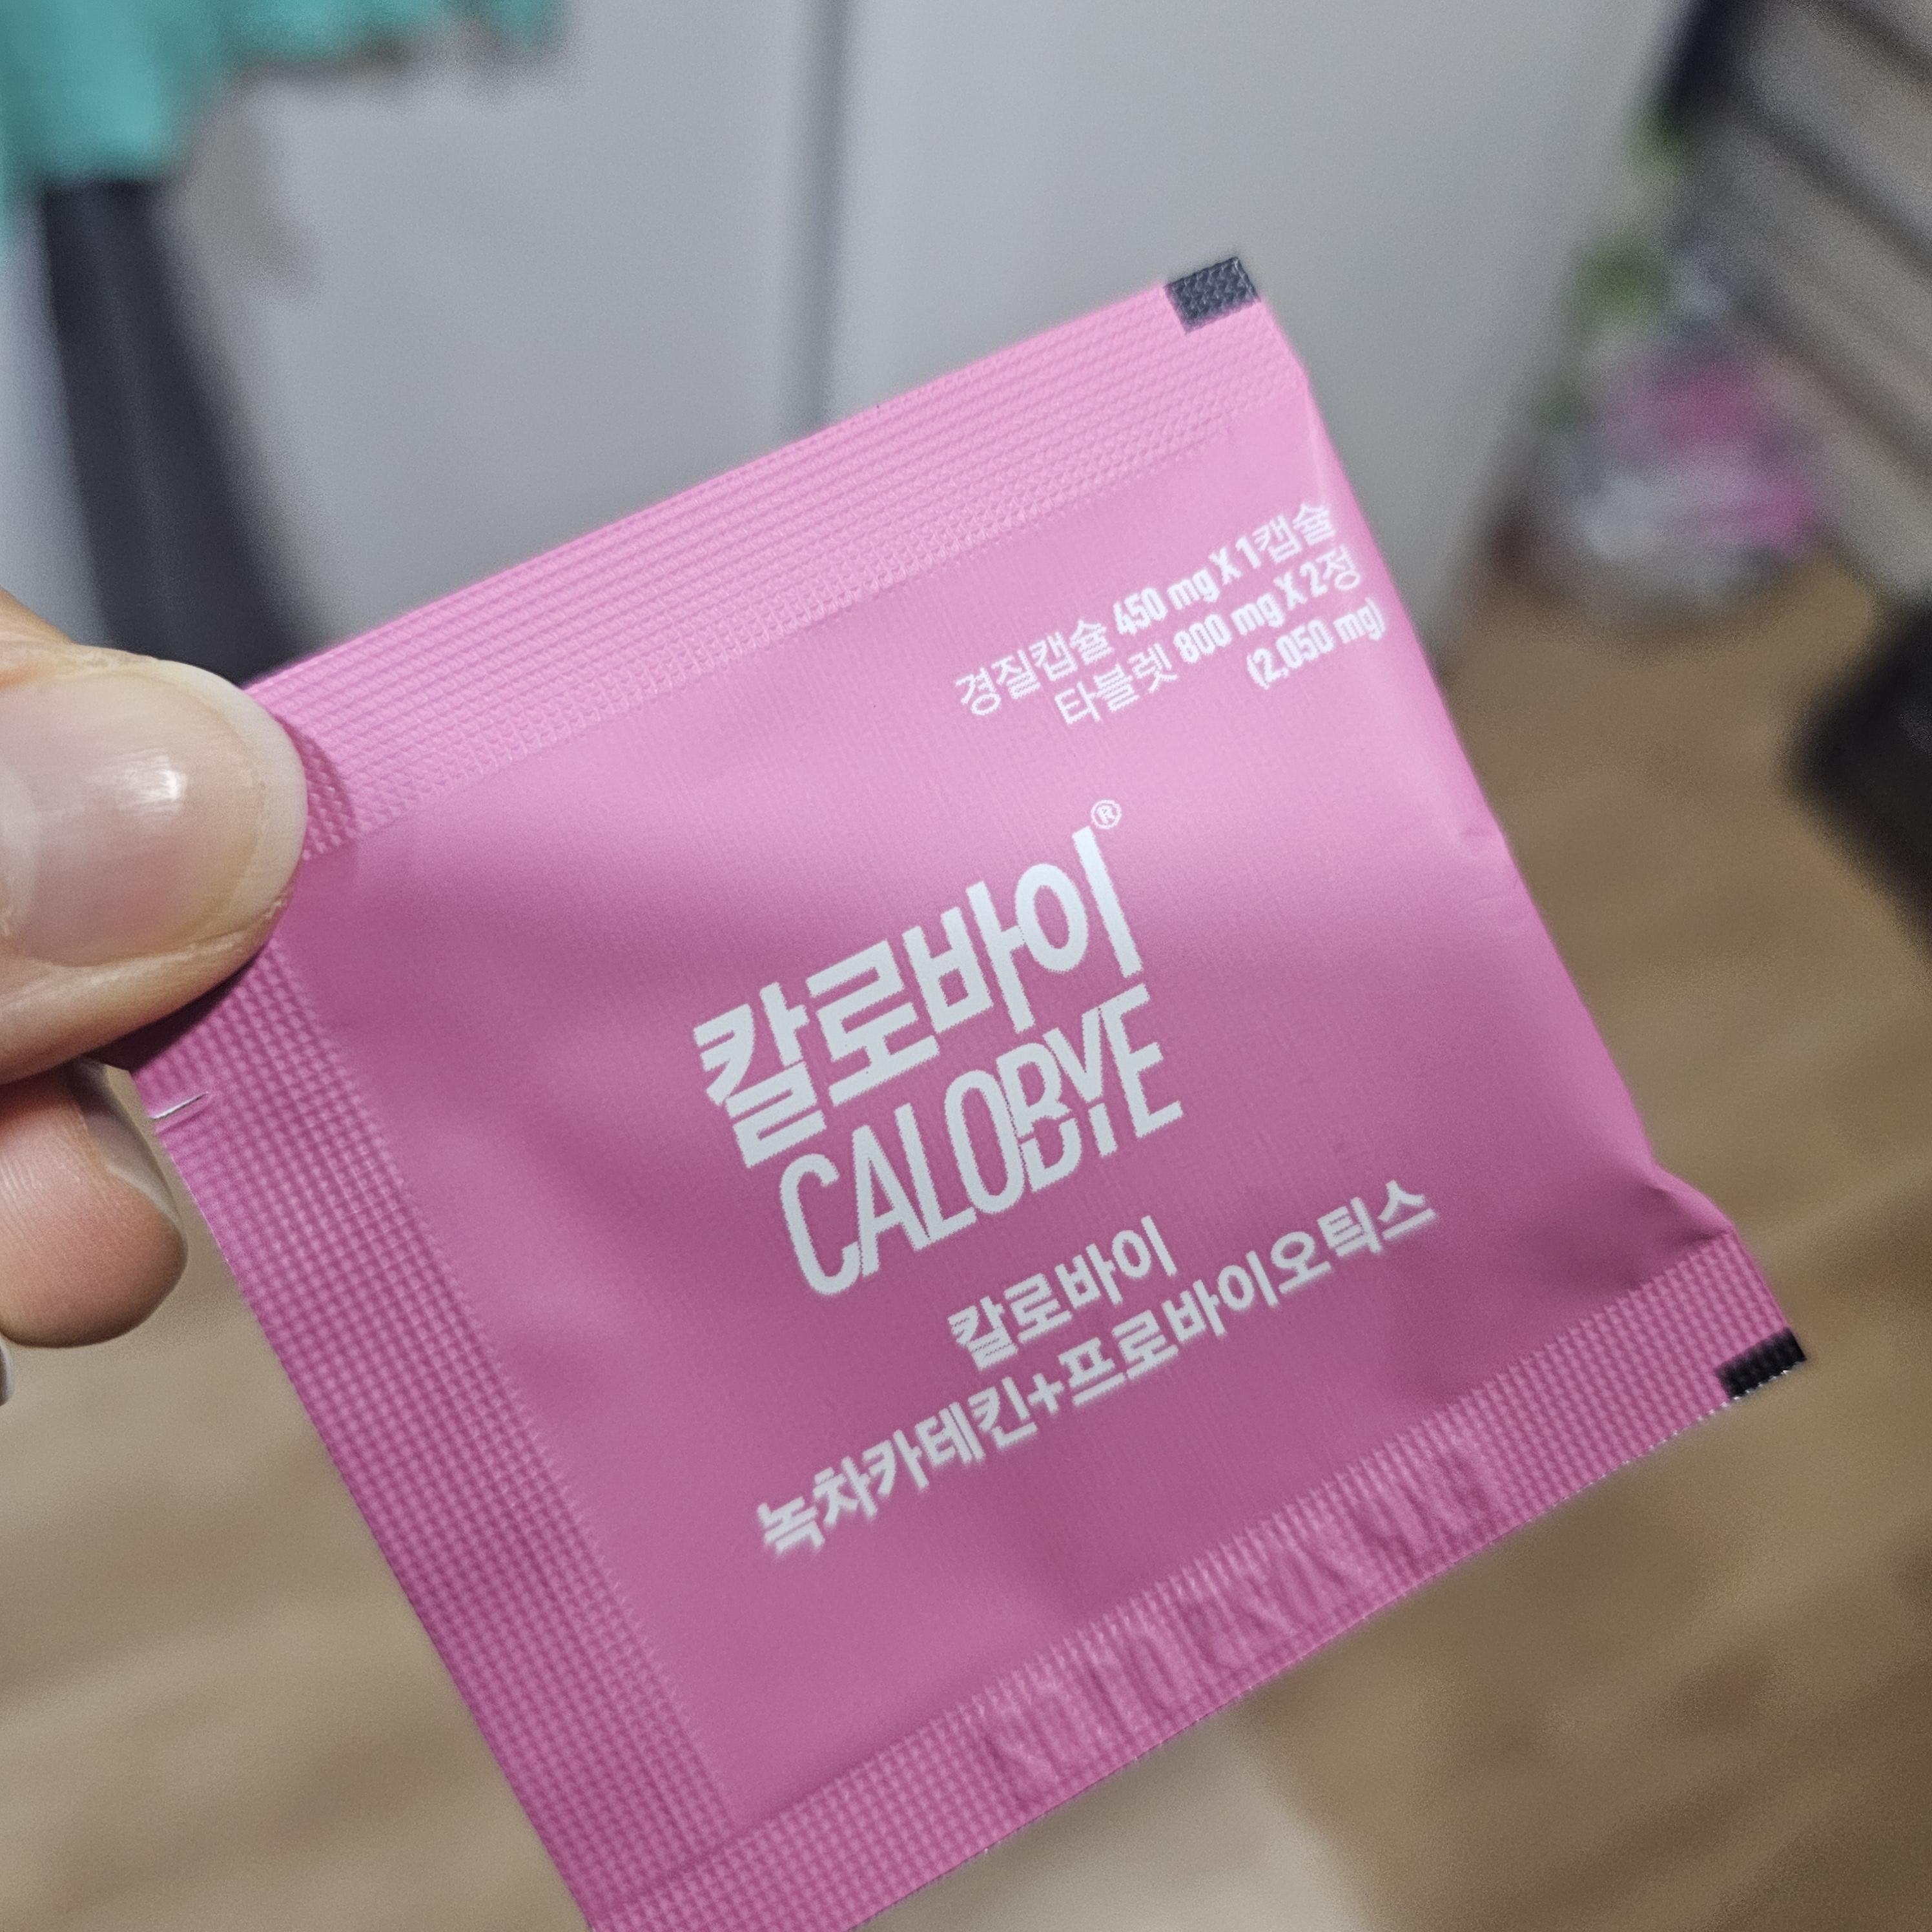 경질캡슐 450 mg X 1캡슐
타블렛 800 mg X 2정
(2,050 mg)
칼로바이®
CALOBYE
칼로바이
녹차카테킨+프로바이오틱스